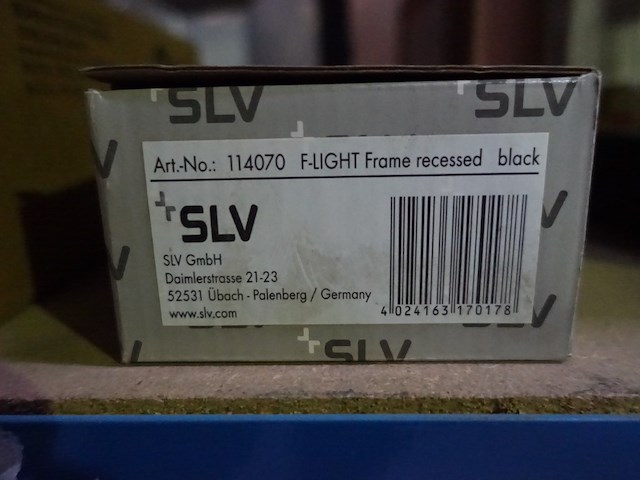 SLV SLV
Art.-No.: 114070 F-LIGHT Frame recessed black
SLV
SLV GmbH
Daimlerstrasse 21-23
52531 Übach - Palenberg / Germany
www.slv.com
4 024163 170178
SLV